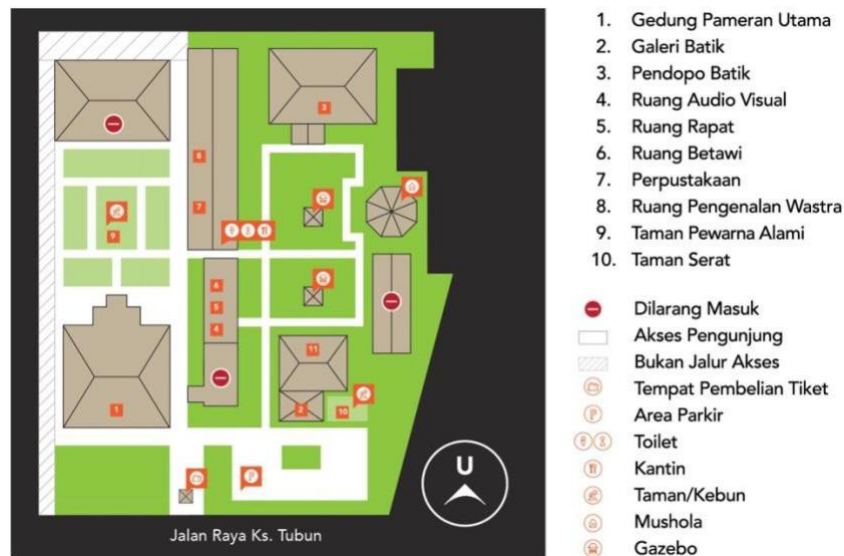 8
3
7
9
6
5
4
11
1
2
10
U
Jalan Raya Ks. Tubun
1. Gedung Pameran Utama
2. Galeri Batik
3. Pendopo Batik
4. Ruang Audio Visual
5. Ruang Rapat
6. Ruang Betawi
7. Perpustakaan
8. Ruang Pengenalan Wastra
9. Taman Pewarna Alami
10. Taman Serat
Dilarang Masuk
Akses Pengunjung
Bukan Jalur Akses
Tempat Pembelian Tiket
P Area Parkir
Toilet
Kantin
Taman/Kebun
Mushola
Gazebo